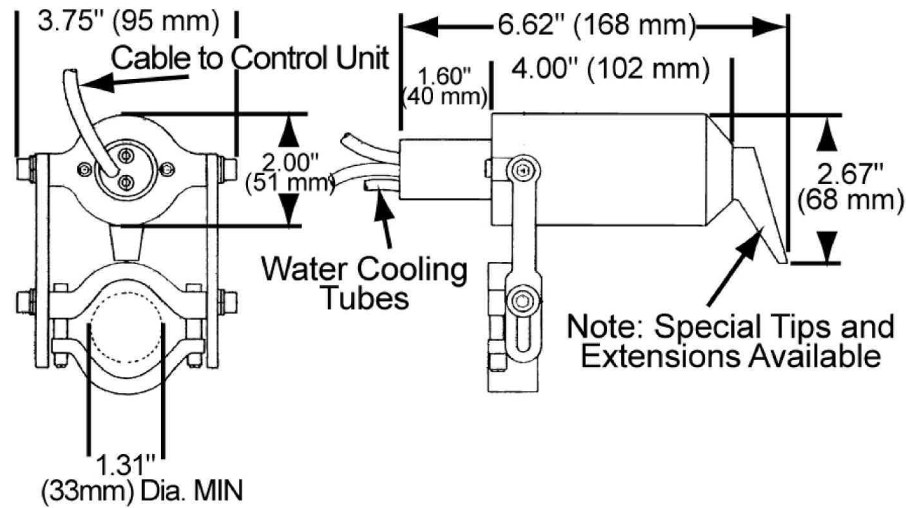 3.75" (95 mm)
Cable to Control Unit
2.00"
(51 mm)
1.31"
(33mm) Dia. MIN
6.62" (168 mm)
1.60"
(40 mm)
4.00" (102 mm)
2.67"
(68 mm)
Water Cooling
Tubes
Note: Special Tips and
Extensions Available